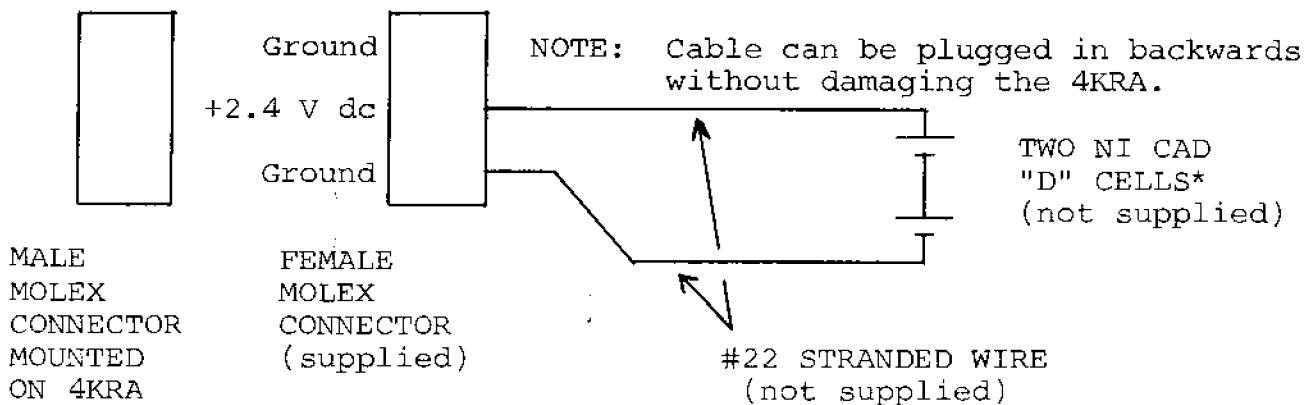 Ground
+2.4 V dc
Ground
NOTE: Cable can be plugged in backwards
without damaging the 4KRA.
TWO NI CAD
"D" CELLS*
(not supplied)
MALE
MOLEX
CONNECTOR
MOUNTED
ON 4KRA
FEMALE
MOLEX
CONNECTOR
(supplied)
#22 STRANDED WIRE
(not supplied)